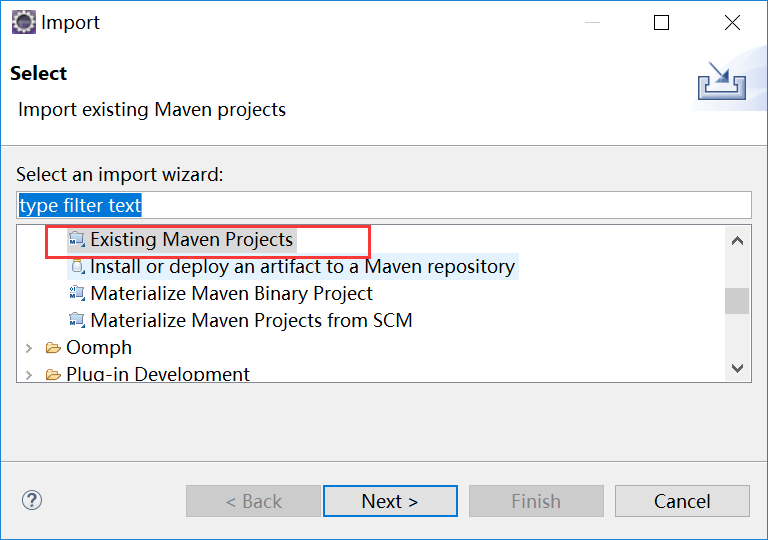 Import
Select
Import existing Maven projects
Select an import wizard:
type filter text
Existing Maven Projects
Install or deploy an artifact to a Maven repository
Materialize Maven Binary Project
Materialize Maven Projects from SCM
Oomph
Plug-in Development
< Back
Next >
Finish
Cancel